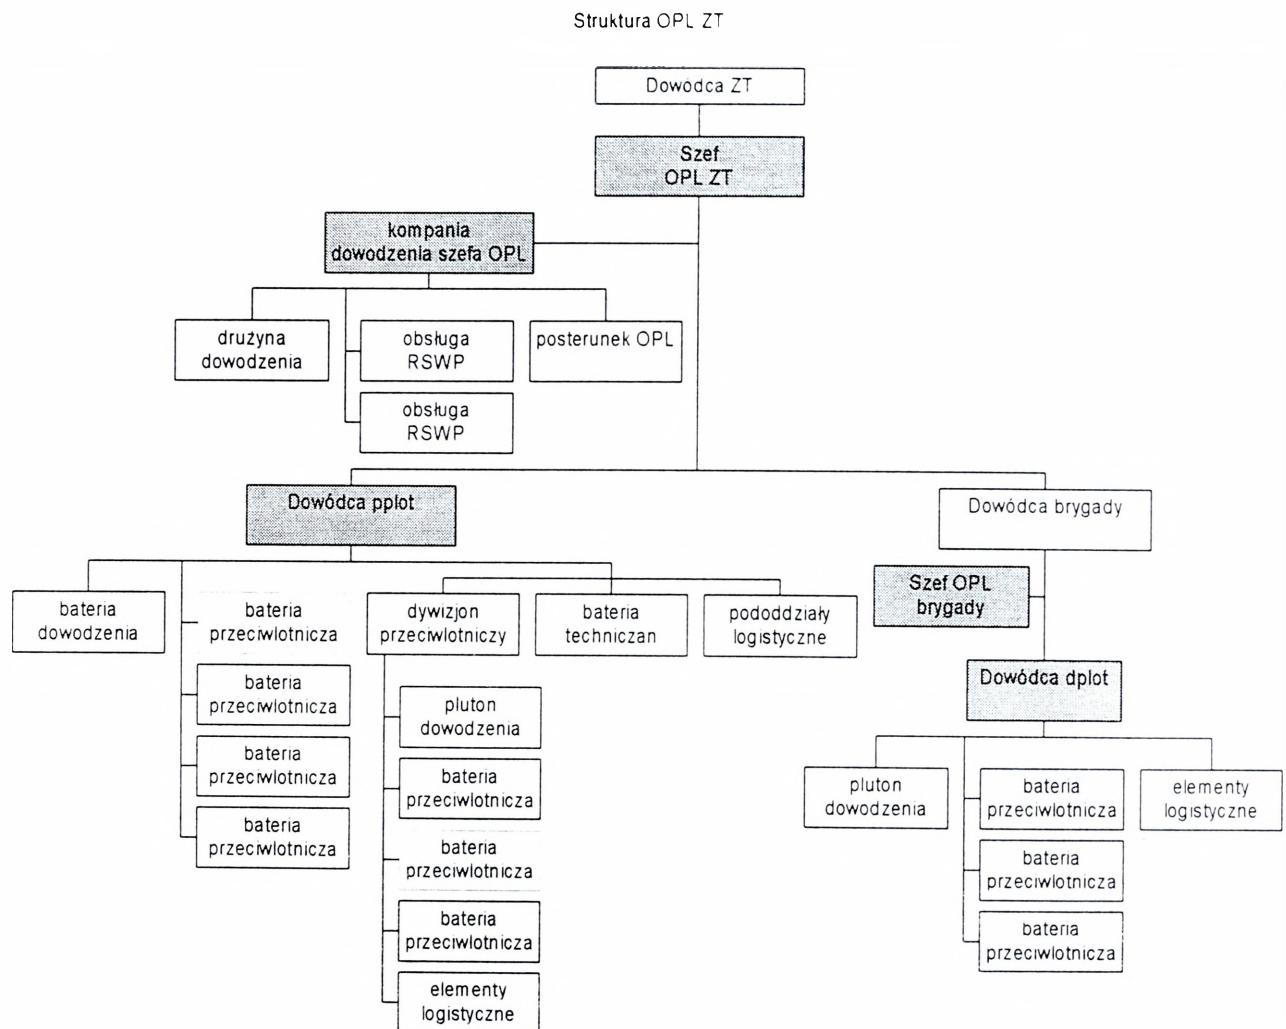 Struktura OPL ZT
Dowódca ZT
Szef
OPL ZT
kompania
dowodzenia szefa OPL
drużyna
dowodzenia
obsługa
RSWP
posterunek OPL
obsługa
RSWP
Dowódca pplot
Dowódca brygady
Szef OPL
brygady
bateria
dowodzenia
bateria
przeciwlotnicza
bateria
przeciwlotnicza
bateria
przeciwlotnicza
bateria
przeciwlotnicza
dywizjon
przeciwlotniczy
pluton
dowodzenia
bateria
przeciwlotnicza
bateria
przeciwlotnicza
bateria
przeciwlotnicza
elementy
logistyczne
bateria
techniczan
pododdziały
logistyczne
Dowódca dplot
pluton
dowodzenia
bateria
przeciwlotnicza
bateria
przeciwlotnicza
bateria
przeciwlotnicza
elementy
logistyczne